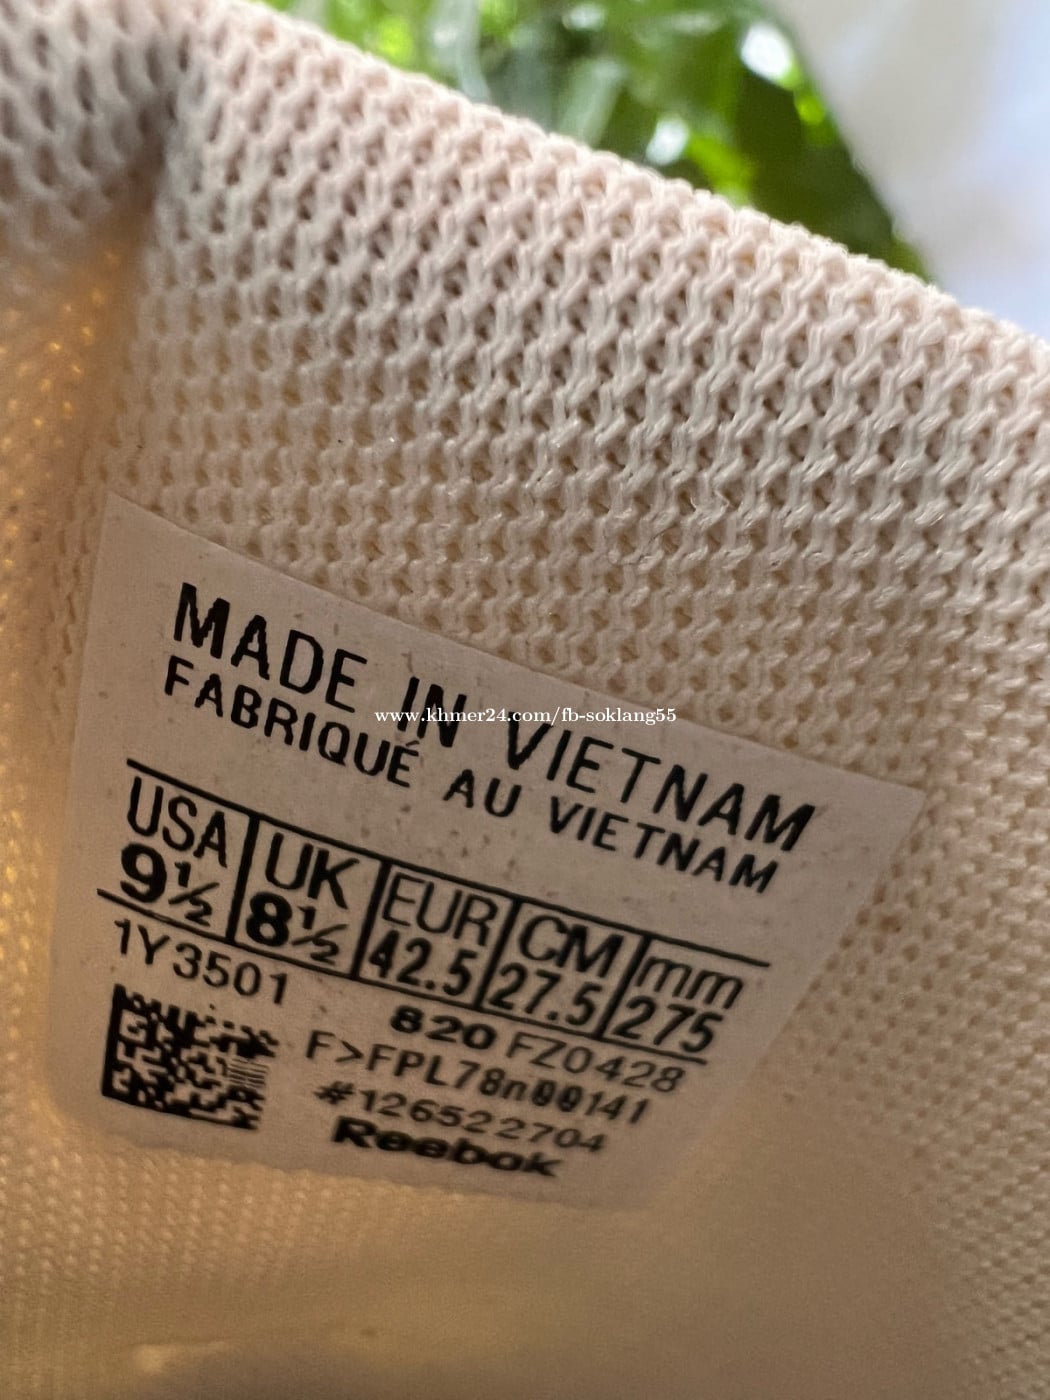 www.khmer24.com/fb-soklang55
MADE IN VIETNAM
FABRIQUÉ AU VIETNAM
USA UK EUR CM mm
9½ 8½ 42.5 27.5 275
1Y3501 820 FZ0428
F>FPL78n00141
#126522704
Reebok